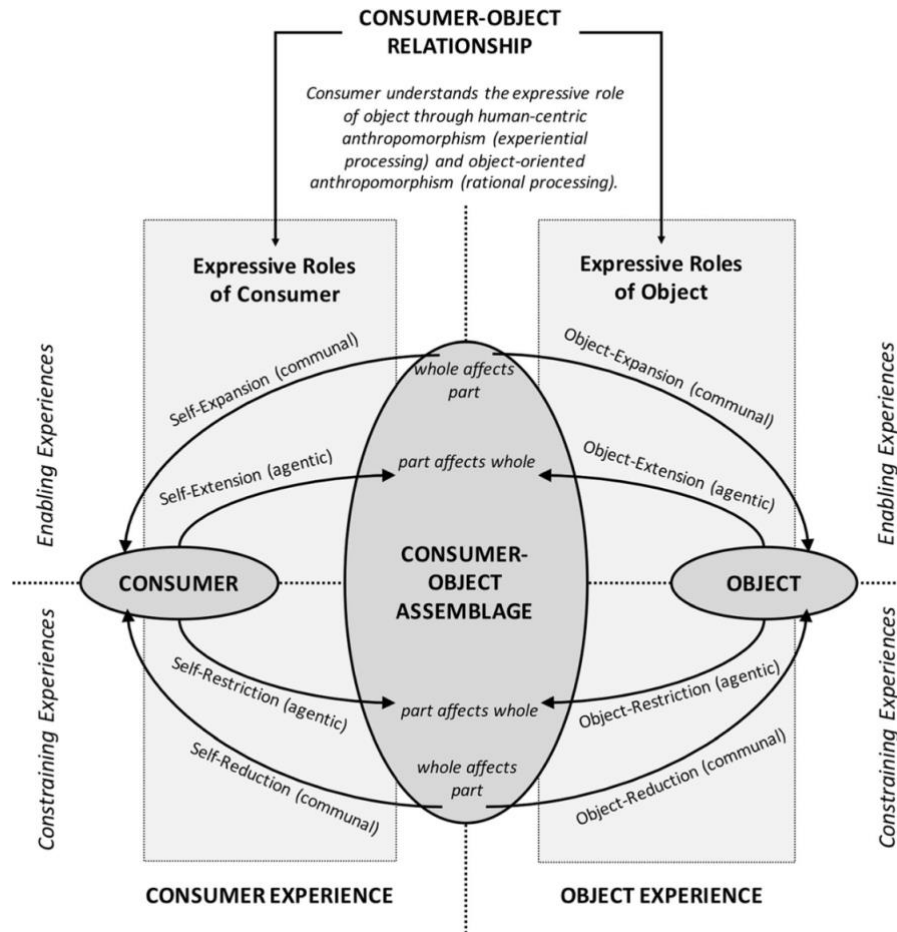 CONSUMER-OBJECT
RELATIONSHIP
Consumer understands the expressive role
of object through human-centric
anthropomorphism (experiential
processing) and object-oriented
anthropomorphism (rational processing).
Expressive Roles
of Consumer
Expressive Roles
of Object
Enabling Experiences
Self-Expansion (communal)
whole affects
part
Object-Expansion (communal)
Enabling Experiences
Self-Extension (agentic)
part affects whole
Object-Extension (agentic)
CONSUMER
CONSUMER-
OBJECT
ASSEMBLAGE
OBJECT
Constraining Experiences
Self-Restriction (agentic)
part affects whole
Object-Restriction (agentic)
Constraining Experiences
Self-Reduction (communal)
whole affects
part
Object-Reduction (communal)
CONSUMER EXPERIENCE
OBJECT EXPERIENCE